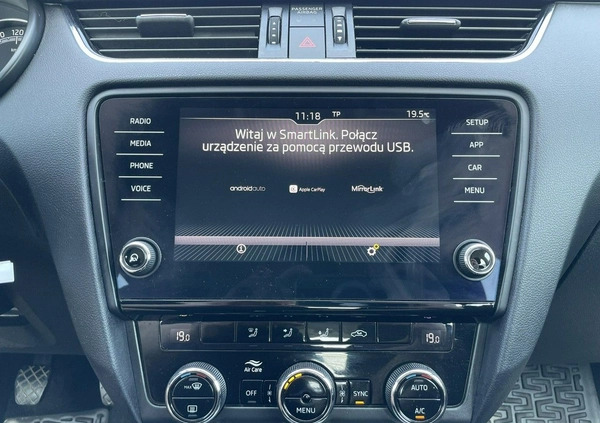 120
PASSENGER
AIRBAG
11:18 TP 19.5°C
Witaj w SmartLink. Połącz
urządzenie za pomocą przewodu USB.
androidauto Apple CarPlay MirrorLink
RADIO
MEDIA
PHONE
VOICE
SETUP
APP
CAR
MENU
19.0 19.0
Air Care
MAX OFF MENU SYNC AUTO
A/C